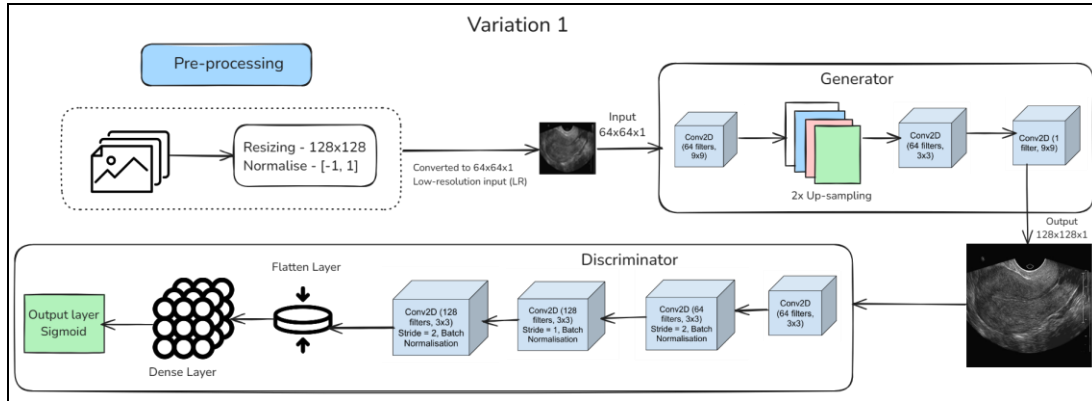 Variation 1
Pre-processing
Resizing - 128x128
Normalise - [-1, 1]
Converted to 64x64x1
Low-resolution input (LR)
Input
64x64x1
Generator
Conv2D
(64 filters,
9x9)
2x Up-sampling
Conv2D
(64 filters,
3x3)
Conv2D (1
filter, 9x9)
Output
128x128x1
Discriminator
Conv2D
(64 filters,
3x3)
Conv2D (64
filters, 3x3)
Stride = 2, Batch
Normalisation
Conv2D (128
filters, 3x3)
Stride = 1, Batch
Normalisation
Conv2D (128
filters, 3x3)
Stride = 2, Batch
Normalisation
Flatten Layer
Dense Layer
Output layer
Sigmoid